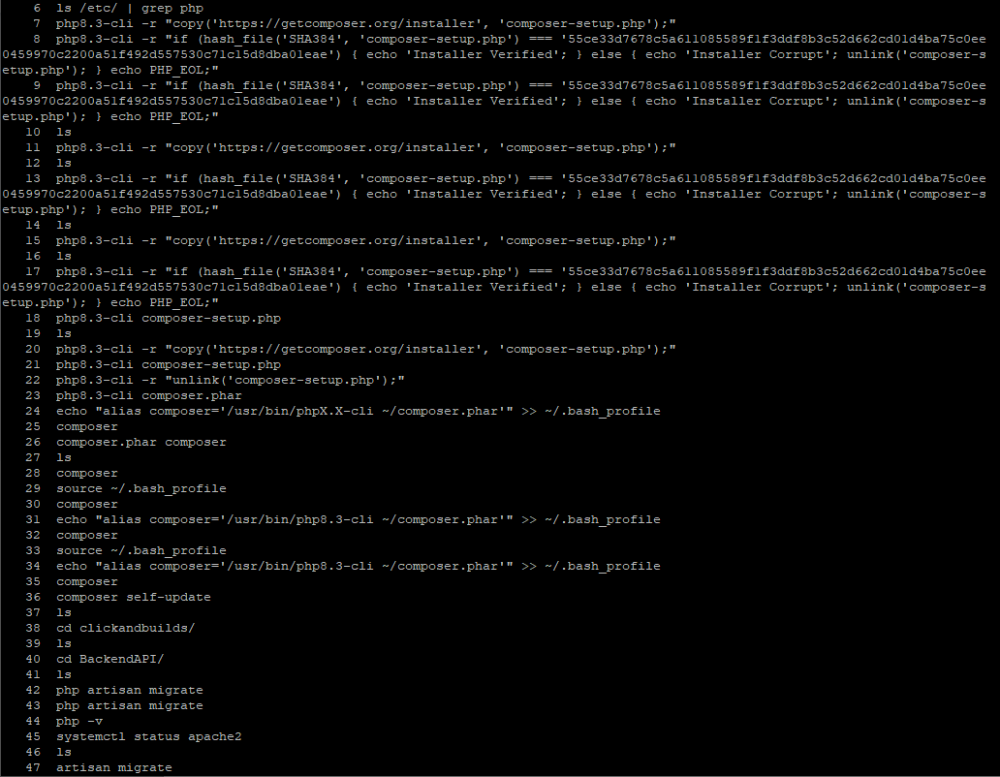 6 ls /etc/ | grep php
7 php8.3-cli -r "copy('https://getcomposer.org/installer', 'composer-setup.php');"
8 php8.3-cli -r "if (hash_file('SHA384', 'composer-setup.php') === '55ce33d7678c5a611085589f1f3ddf8b3c52d662cd01d4ba75c0ee
0459970c2200a51f492d557530c71c15d8dba01eae') { echo 'Installer Verified'; } else { echo 'Installer Corrupt'; unlink('composer-s
etup.php'); } echo PHP_EOL;"
9 php8.3-cli -r "if (hash_file('SHA384', 'composer-setup.php') === '55ce33d7678c5a611085589f1f3ddf8b3c52d662cd01d4ba75c0ee
0459970c2200a51f492d557530c71c15d8dba01eae') { echo 'Installer Verified'; } else { echo 'Installer Corrupt'; unlink('composer-s
etup.php'); } echo PHP_EOL;"
10 ls
11 php8.3-cli -r "copy('https://getcomposer.org/installer', 'composer-setup.php');"
12 ls
13 php8.3-cli -r "if (hash_file('SHA384', 'composer-setup.php') === '55ce33d7678c5a611085589f1f3ddf8b3c52d662cd01d4ba75c0ee
0459970c2200a51f492d557530c71c15d8dba01eae') { echo 'Installer Verified'; } else { echo 'Installer Corrupt'; unlink('composer-s
etup.php'); } echo PHP_EOL;"
14 ls
15 php8.3-cli -r "copy('https://getcomposer.org/installer', 'composer-setup.php');"
16 ls
17 php8.3-cli -r "if (hash_file('SHA384', 'composer-setup.php') === '55ce33d7678c5a611085589f1f3ddf8b3c52d662cd01d4ba75c0ee
0459970c2200a51f492d557530c71c15d8dba01eae') { echo 'Installer Verified'; } else { echo 'Installer Corrupt'; unlink('composer-s
etup.php'); } echo PHP_EOL;"
18 php8.3-cli composer-setup.php
19 ls
20 php8.3-cli -r "copy('https://getcomposer.org/installer', 'composer-setup.php');"
21 php8.3-cli composer-setup.php
22 php8.3-cli -r "unlink('composer-setup.php');"
23 php8.3-cli composer.phar
24 echo "alias composer='/usr/bin/phpX.X-cli ~/composer.phar'" >> ~/.bash_profile
25 composer
26 composer.phar composer
27 ls
28 composer
29 source ~/.bash_profile
30 composer
31 echo "alias composer='/usr/bin/php8.3-cli ~/composer.phar'" >> ~/.bash_profile
32 composer
33 source ~/.bash_profile
34 echo "alias composer='/usr/bin/php8.3-cli ~/composer.phar'" >> ~/.bash_profile
35 composer
36 composer self-update
37 ls
38 cd clickandbuilds/
39 ls
40 cd BackendAPI/
41 ls
42 php artisan migrate
43 php artisan migrate
44 php -v
45 systemctl status apache2
46 ls
47 artisan migrate